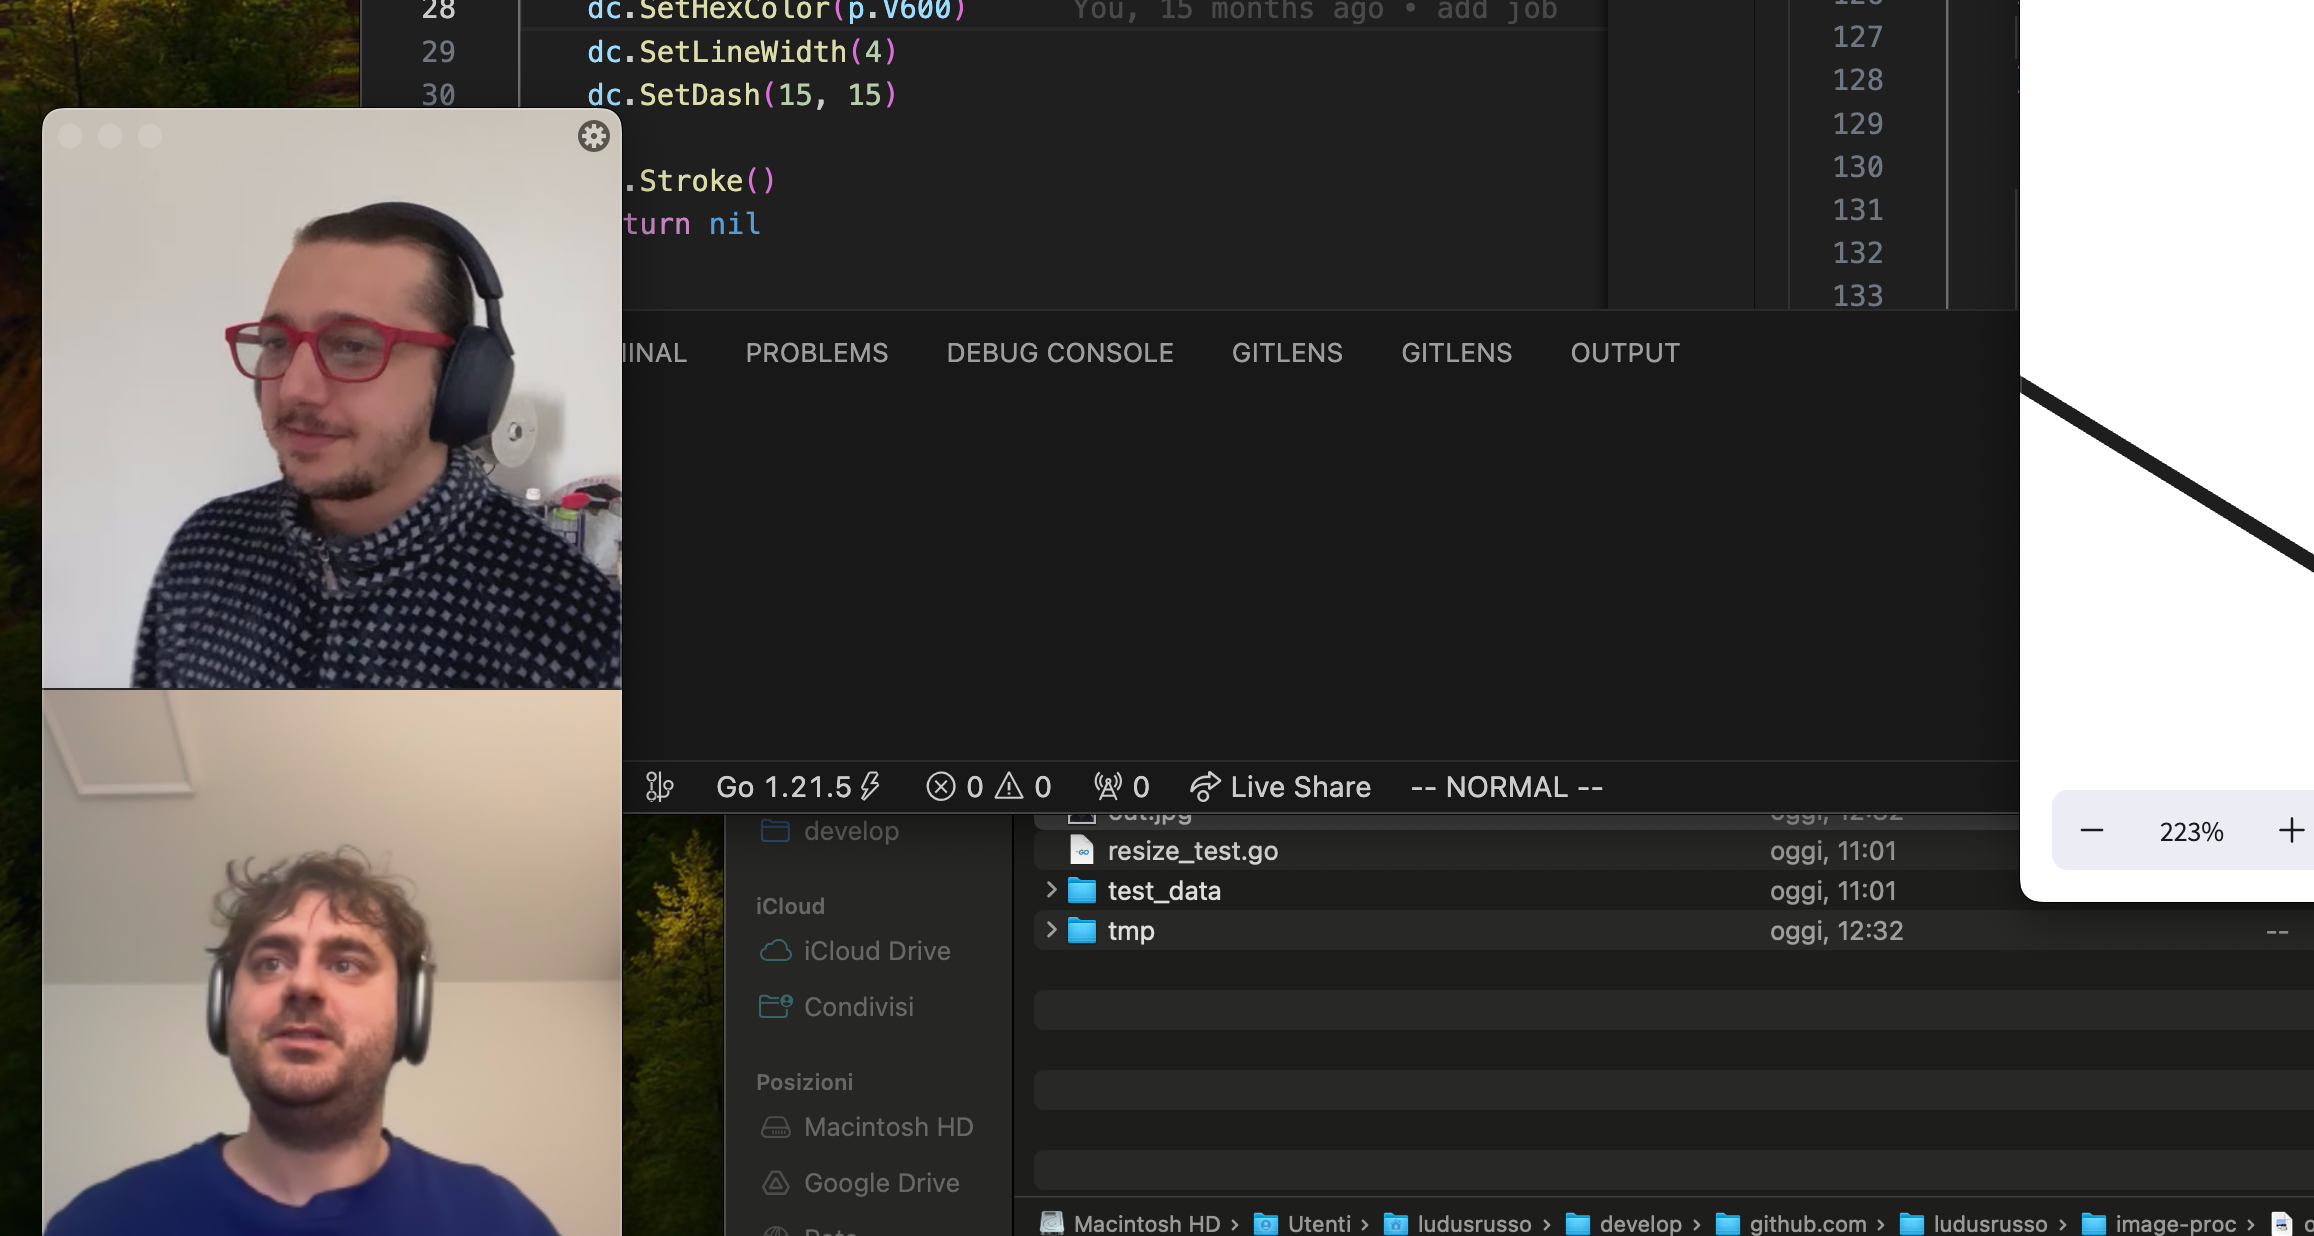 28 dc.SetHexColor(p.V600) You, 15 months ago • add job
29 dc.SetLineWidth(4)
30 dc.SetDash(15, 15)
.Stroke()
turn nil
127
128
129
130
131
132
133
INAL PROBLEMS DEBUG CONSOLE GITLENS GITLENS OUTPUT
Go 1.21.5 0 0 0 Live Share -- NORMAL --
223%
develop
iCloud
iCloud Drive
Condivisi
Posizioni
Macintosh HD
Google Drive
out.jpg oggi, 12:32
resize_test.go oggi, 11:01
test_data oggi, 11:01
tmp oggi, 12:32 --
Macintosh HD › Utenti › ludusrusso › develop › github.com › ludusrusso › image-proc ›